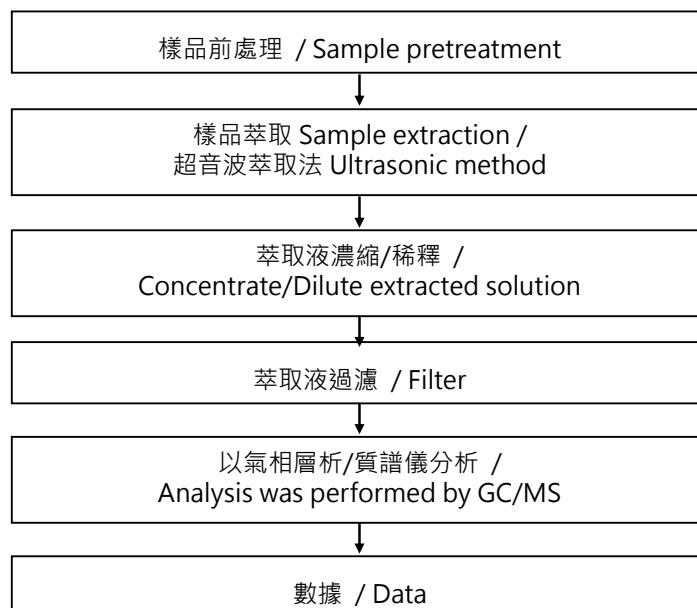 樣品前處理 / Sample pretreatment
樣品萃取 Sample extraction /
超音波萃取法 Ultrasonic method
萃取液濃縮/稀釋 /
Concentrate/Dilute extracted solution
萃取液過濾 / Filter
以氣相層析/質譜儀分析 /
Analysis was performed by GC/MS
數據 / Data